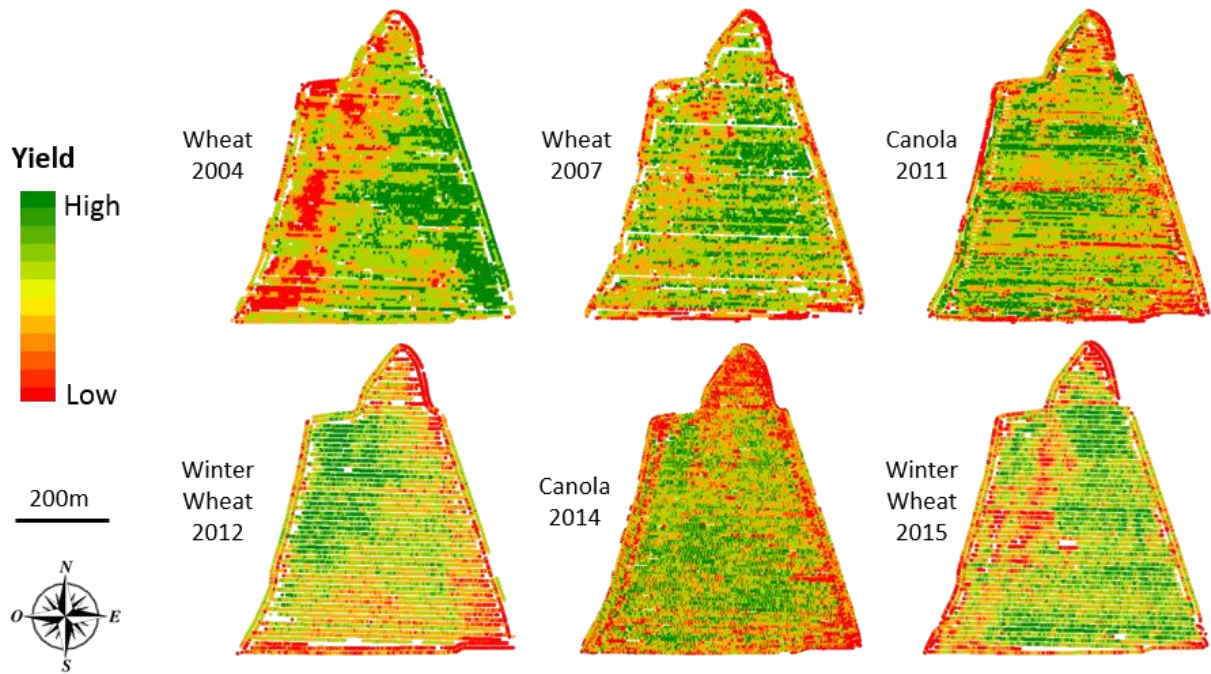 Yield
High
Low
200m
N
O
E
S
Wheat
2004
Wheat
2007
Canola
2011
Winter
Wheat
2012
Canola
2014
Winter
Wheat
2015